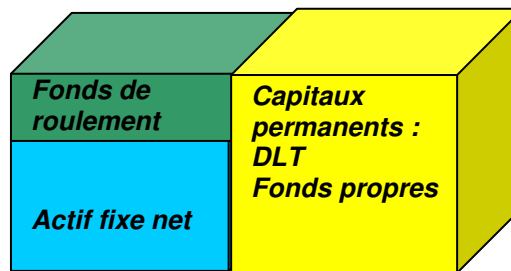 Fonds de
roulement
Actif fixe net
Capitaux
permanents :
DLT
Fonds propres